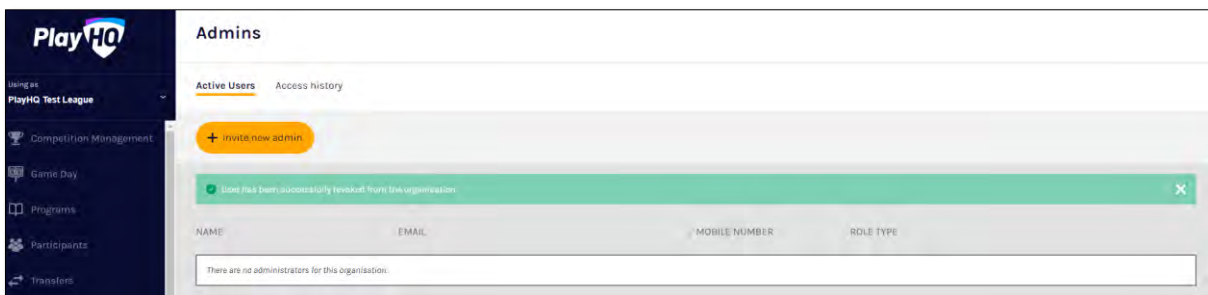 PlayHQ
Using as
PlayHQ Test League
Competition Management
Game Day
Programs
Participants
Transfers
Admins
Active Users
Access history
+ invite new admin
User has been successfully revoked from the organisation
NAME
EMAIL
MOBILE NUMBER
ROLE TYPE
There are no administrators for this organisation.